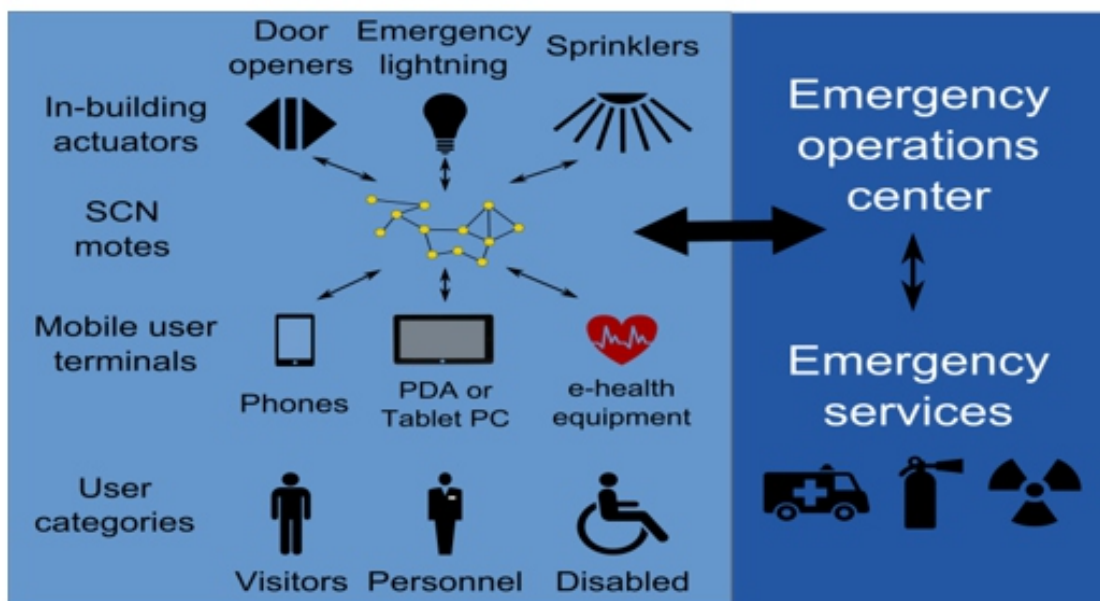 Door
openers
Emergency
lightning
Sprinklers
In-building
actuators
Emergency
operations
center
SCN
motes
Mobile user
terminals
Phones
PDA or
Tablet PC
e-health
equipment
Emergency
services
User
categories
Visitors
Personnel
Disabled